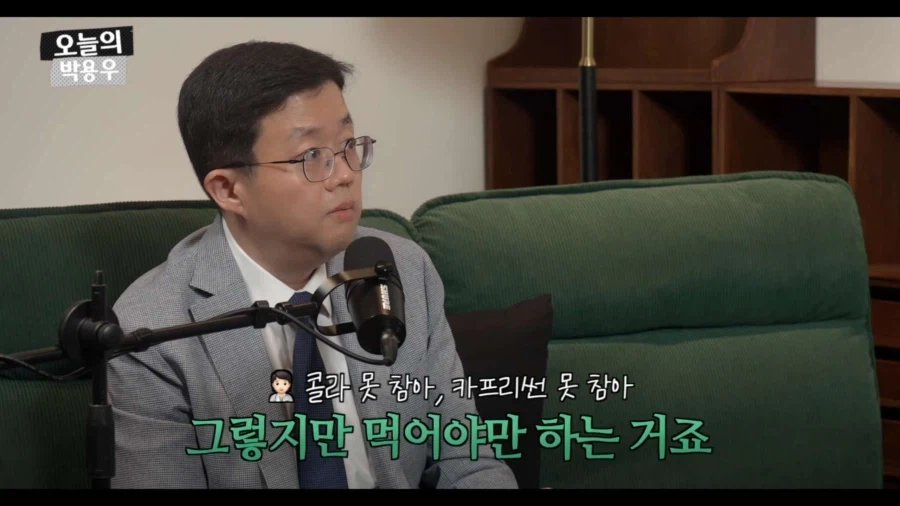 오늘의
박용우
SHURE
콜라 못 참아, 카프리썬 못 참아
그렇지만 먹어야만 하는 거죠